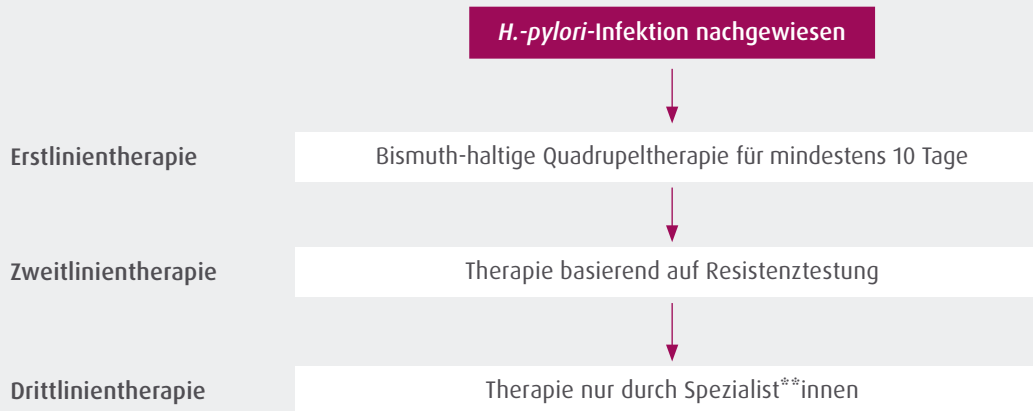 H.-pylori-Infektion nachgewiesen
Erstlinientherapie
Bismuth-haltige Quadrupeltherapie für mindestens 10 Tage
Zweitlinientherapie
Therapie basierend auf Resistenztestung
Drittlinientherapie
Therapie nur durch Spezialist**innen